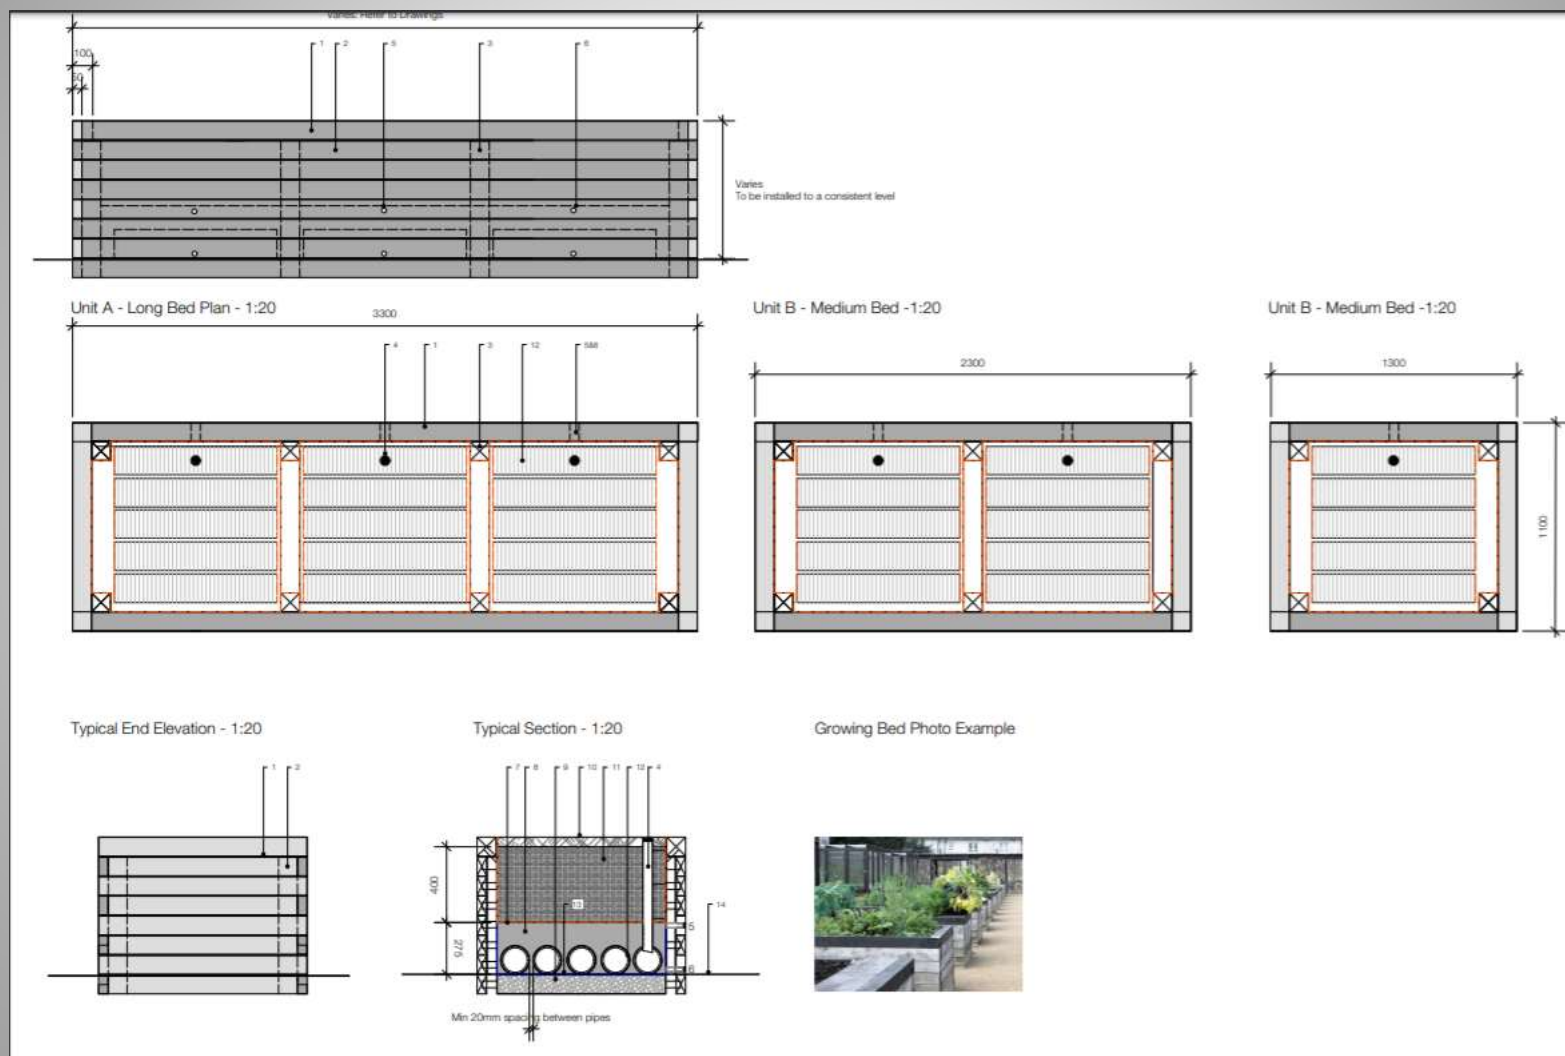 Varies: Refer to Drawings
1 2 5 3 6
100
50
Varies
To be installed to a consistent level
Unit A - Long Bed Plan - 1:20
Unit B - Medium Bed -1:20
Unit B - Medium Bed -1:20
3300
2300
1300
4 1 3 12 5&6
1100
Typical End Elevation - 1:20
Typical Section - 1:20
Growing Bed Photo Example
1 2
7 8 9 10 11 12 4
400
13
14
5
275
6
Min 20mm spacing between pipes